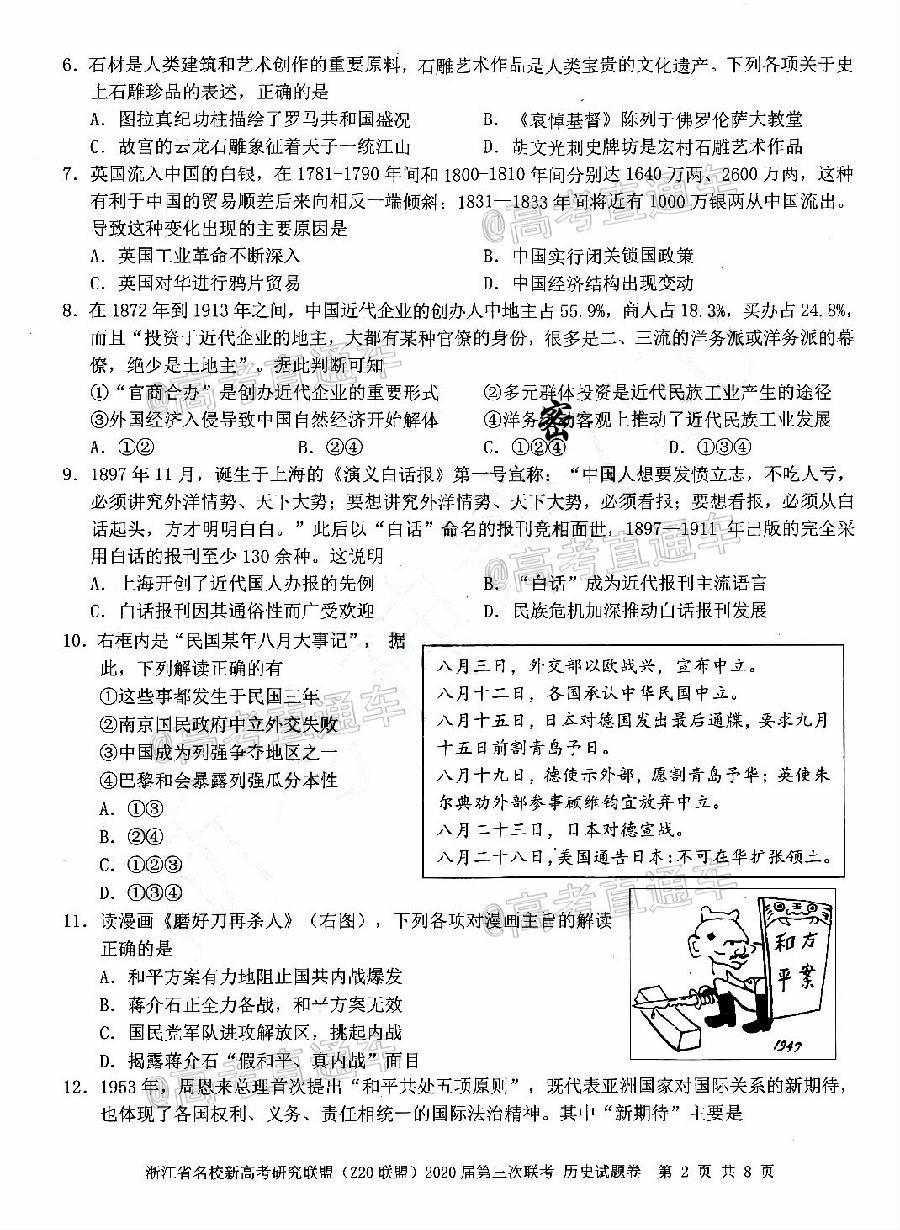 6. 石材是人类建筑和艺术创作的重要原料，石雕艺术作品是人类宝贵的文化遗产。下列各项关于史
上石雕珍品的表述，正确的是
A. 图拉真纪功柱描绘了罗马共和国盛况
B. 《哀悼基督》陈列于佛罗伦萨大教堂
C. 故宫的云龙石雕象征着天子一统江山
D. 胡文光刺史牌坊是宏村石雕艺术作品
7. 英国流入中国的白银，在 1781-1790 年间和 1800-1810 年间分别达 1640 万两、2600 万两，这种
有利于中国的贸易顺差后来向相反一端倾斜：1831—1833 年间将近有 1000 万银两从中国流出。
导致这种变化出现的主要原因是
A. 英国工业革命不断深入
B. 中国实行闭关锁国政策
C. 英国对华进行鸦片贸易
D. 中国经济结构出现变动
8. 在 1872 年到 1913 年之间，中国近代企业的创办人中地主占 55.9%，商人占 18.3%，买办占 24.8%，
而且“投资于近代企业的地主，大都有某种官僚的身份，很多是二、三流的洋务派或洋务派的幕
僚，绝少是土地主”。据此判断可知
①“官商合办”是创办近代企业的重要形式
②多元群体投资是近代民族工业产生的途径
③外国经济入侵导致中国自然经济开始解体
④洋务 密 动客观上推动了近代民族工业发展
A. ①②
B. ②④
C. ①②④
D. ①③④
9. 1897 年 11 月，诞生于上海的《演义白话报》第一号宣称：“中国人想要发愤立志，不吃人亏，
必须讲究外洋情势、天下大势；要想讲究外洋情势、天下大势，必须看报；要想看报，必须从白
话起头，方才明明白白。”此后以“白话”命名的报刊竞相面世，1897—1911 年出版的完全采
用白话的报刊至少 130 余种。这说明
A. 上海开创了近代国人办报的先例
B. “白话”成为近代报刊主流语言
C. 白话报刊因其通俗性而广受欢迎
D. 民族危机加深推动白话报刊发展
10. 右框内是“民国某年八月大事记”，据
此，下列解读正确的有
①这些事都发生于民国三年
②南京国民政府中立外交失败
③中国成为列强争夺地区之一
④巴黎和会暴露列强瓜分本性
A. ①③
B. ②④
C. ①②③
D. ①③④
八月三日，外交部以欧战兴，宣布中立。
八月十二日，各国承认中华民国中立。
八月十五日，日本对德国发出最后通牒，要求九月
十五日前割青岛予日。
八月十九日，德使示外部，愿割青岛予华；英使朱
尔典劝外部参事顾维钧宜放弃中立。
八月二十三日，日本对德宣战。
八月二十八日，美国通告日本：不可在华扩张领土。
11. 读漫画《磨好刀再杀人》（右图），下列各项对漫画主旨的解读
正确的是
A. 和平方案有力地阻止国共内战爆发
B. 蒋介石正全力备战，和平方案无效
C. 国民党军队进攻解放区，挑起内战
D. 揭露蒋介石“假和平、真内战”面目
和平
方案
1947
12. 1953 年，周恩来总理首次提出“和平共处五项原则”，既代表亚洲国家对国际关系的新期待，
也体现了各国权利、义务、责任相统一的国际法治精神。其中“新期待”主要是
浙江省名校新高考研究联盟（Z20 联盟）2020 届第三次联考 历史试题卷 第 2 页 共 8 页
@高考直通车
@高考直通车
@高考直通车
@高考直通车
@高考直通车
@高考直通车